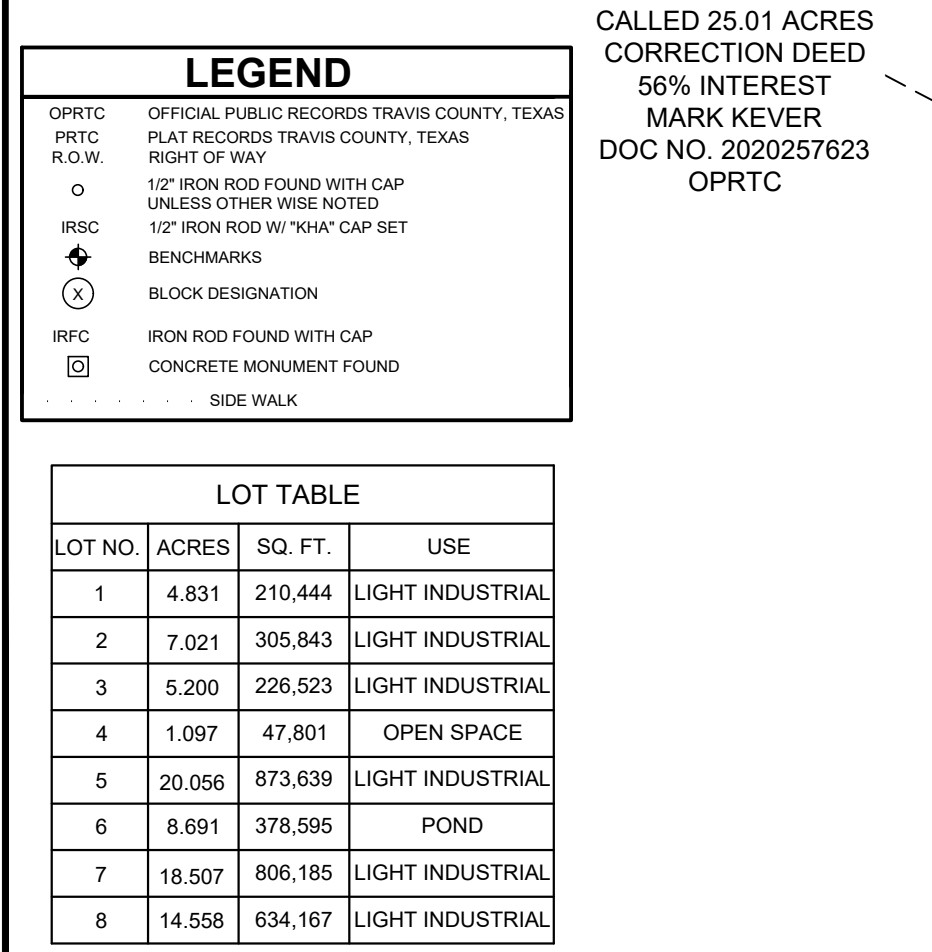 CALLED 25.01 ACRES
CORRECTION DEED
56% INTEREST
MARK KEVER
DOC NO. 2020257623
OPRTC
LEGEND
OPRTC OFFICIAL PUBLIC RECORDS TRAVIS COUNTY, TEXAS
PRTC PLAT RECORDS TRAVIS COUNTY, TEXAS
R.O.W. RIGHT OF WAY
1/2" IRON ROD FOUND WITH CAP
UNLESS OTHER WISE NOTED
IRSC 1/2" IRON ROD W/ "KHA" CAP SET
BENCHMARKS
X BLOCK DESIGNATION
IRFC IRON ROD FOUND WITH CAP
CONCRETE MONUMENT FOUND
SIDE WALK
LOT TABLE
LOT NO. ACRES SQ. FT. USE
1 4.831 210,444 LIGHT INDUSTRIAL
2 7.021 305,843 LIGHT INDUSTRIAL
3 5.200 226,523 LIGHT INDUSTRIAL
4 1.097 47,801 OPEN SPACE
5 20.056 873,639 LIGHT INDUSTRIAL
6 8.691 378,595 POND
7 18.507 806,185 LIGHT INDUSTRIAL
8 14.558 634,167 LIGHT INDUSTRIAL